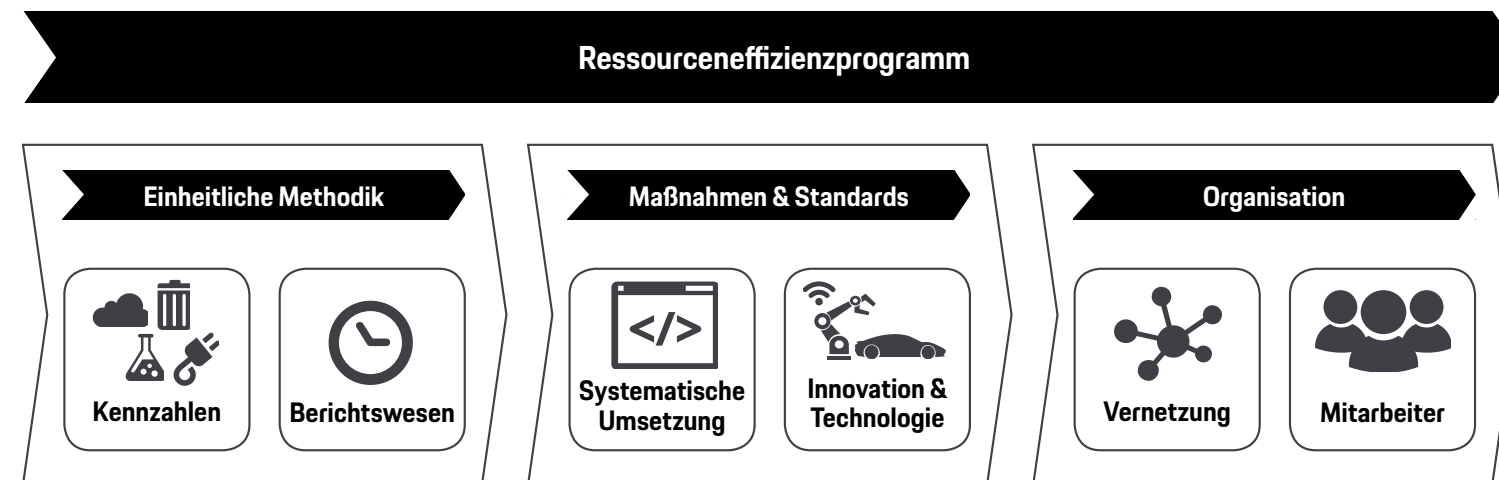 Ressourceneffizienzprogramm
Einheitliche Methodik
Maßnahmen & Standards
Organisation
</>
Kennzahlen
Berichtswesen
Systematische
Umsetzung
Innovation &
Technologie
Vernetzung
Mitarbeiter